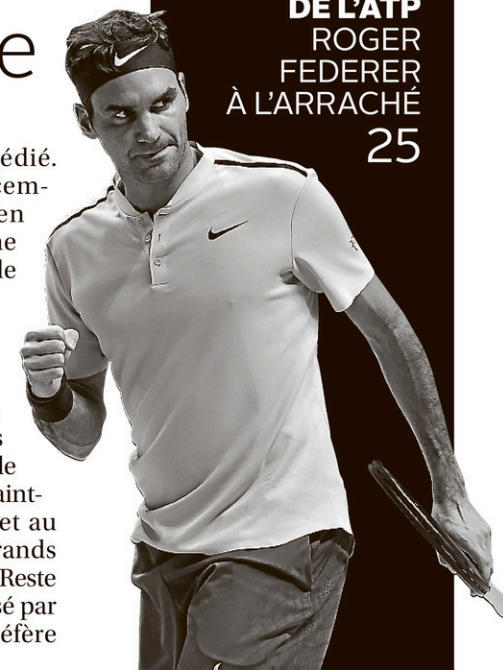 DE L'ATP
ROGER
FEDERER
À L'ARRACHÉ
25
e
édié.
cem-
en
ne
le
s
le
aint-
et au
rands
Reste
sé par
éfère